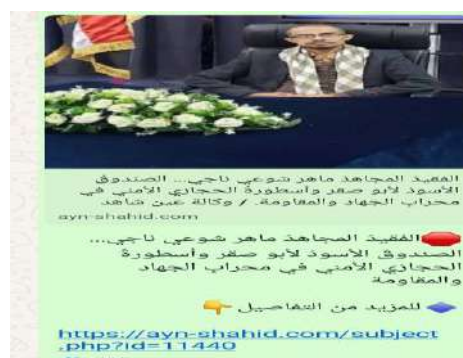 الفقيد المجاهد ماهر شوعي ناجي... الصندوق
الأسود لأبو صقر وأسطورة الحجاري الأمني في
محراب الجهاد والمقاومة. / وكالة عين شاهد
ayn-shahid.com
الفقيد المجاهد ماهر شوعي ناجي...
الصندوق الأسود لأبو صقر وأسطورة
الحجازي الأمني في محراب الجهاد
والمقاومة
للمزيد من التفاصيل
https://ayn-shahid.com/subject
.php?id=11440